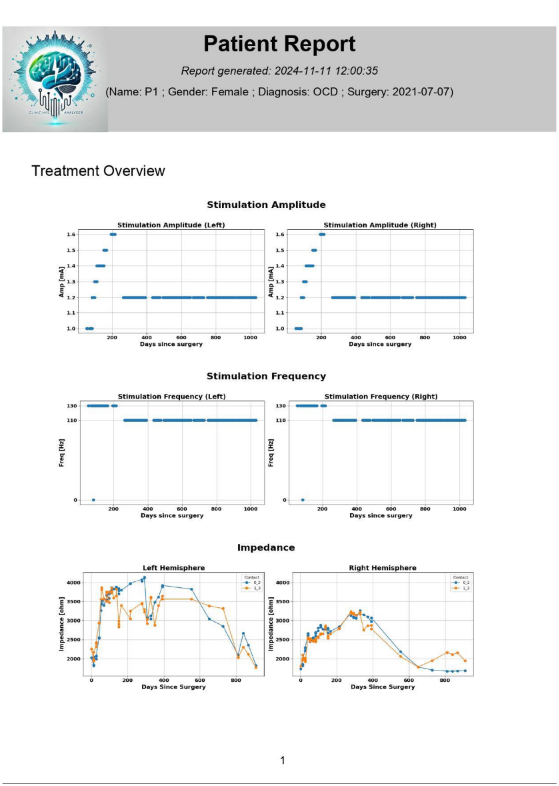 Patient Report
Report generated: 2024-11-11 12:00:35
(Name: P1 ; Gender: Female ; Diagnosis: OCD ; Surgery: 2021-07-07)
Treatment Overview
Stimulation Amplitude
Stimulation Amplitude (Left)
1.6
1.5
1.4
1.3
1.2
1.1
1.0
Amp [mA]
200 400 600 800 1000
Days since surgery
Stimulation Amplitude (Right)
1.6
1.5
1.4
1.3
1.2
1.1
1.0
Amp [mA]
200 400 600 800 1000
Days since surgery
Stimulation Frequency
Stimulation Frequency (Left)
130
110
0
Freq [Hz]
200 400 600 800 1000
Days since surgery
Stimulation Frequency (Right)
130
110
0
Freq [Hz]
200 400 600 800 1000
Days since surgery
Impedance
Left Hemisphere
Contact
0_2
1_3
4000
3500
3000
2500
2000
Impedance [ohm]
0 200 400 600 800
Days Since Surgery
Right Hemisphere
Contact
0_2
1_3
4000
3500
3000
2500
2000
Impedance [ohm]
0 200 400 600 800
Days Since Surgery
1